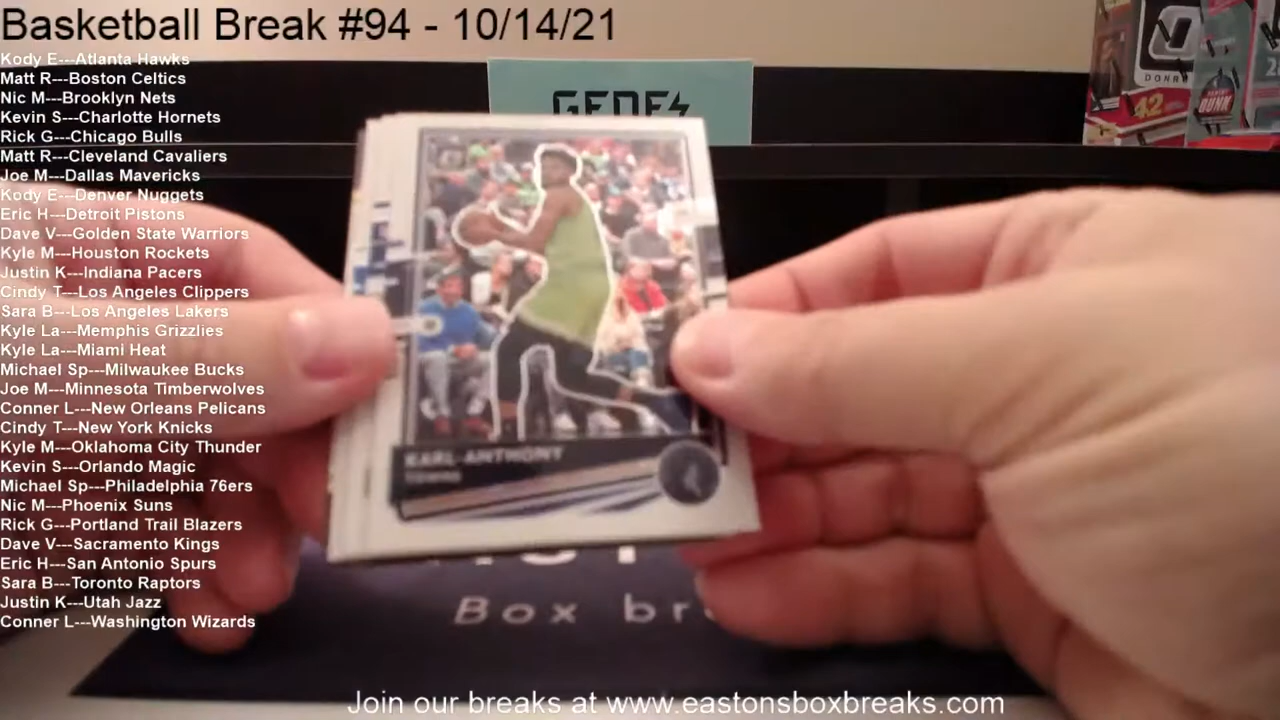 Basketball Break #94 - 10/14/21
Kody E---Atlanta Hawks
Matt R---Boston Celtics
Nic M---Brooklyn Nets
Kevin S---Charlotte Hornets
Rick G---Chicago Bulls
Matt R---Cleveland Cavaliers
Joe M---Dallas Mavericks
Kody E---Denver Nuggets
Eric H---Detroit Pistons
Dave V---Golden State Warriors
Kyle M---Houston Rockets
Justin K---Indiana Pacers
Cindy T---Los Angeles Clippers
Sara B---Los Angeles Lakers
Kyle La---Memphis Grizzlies
Kyle La---Miami Heat
Michael Sp---Milwaukee Bucks
Joe M---Minnesota Timberwolves
Conner L---New Orleans Pelicans
Cindy T---New York Knicks
Kyle M---Oklahoma City Thunder
Kevin S---Orlando Magic
Michael Sp---Philadelphia 76ers
Nic M---Phoenix Suns
Rick G---Portland Trail Blazers
Dave V---Sacramento Kings
Eric H---San Antonio Spurs
Sara B---Toronto Raptors
Justin K---Utah Jazz
Conner L---Washington Wizards
KARL-ANTHONY
TOWNS
42
DUNK
Box br
Join our breaks at www.eastonsboxbreaks.com